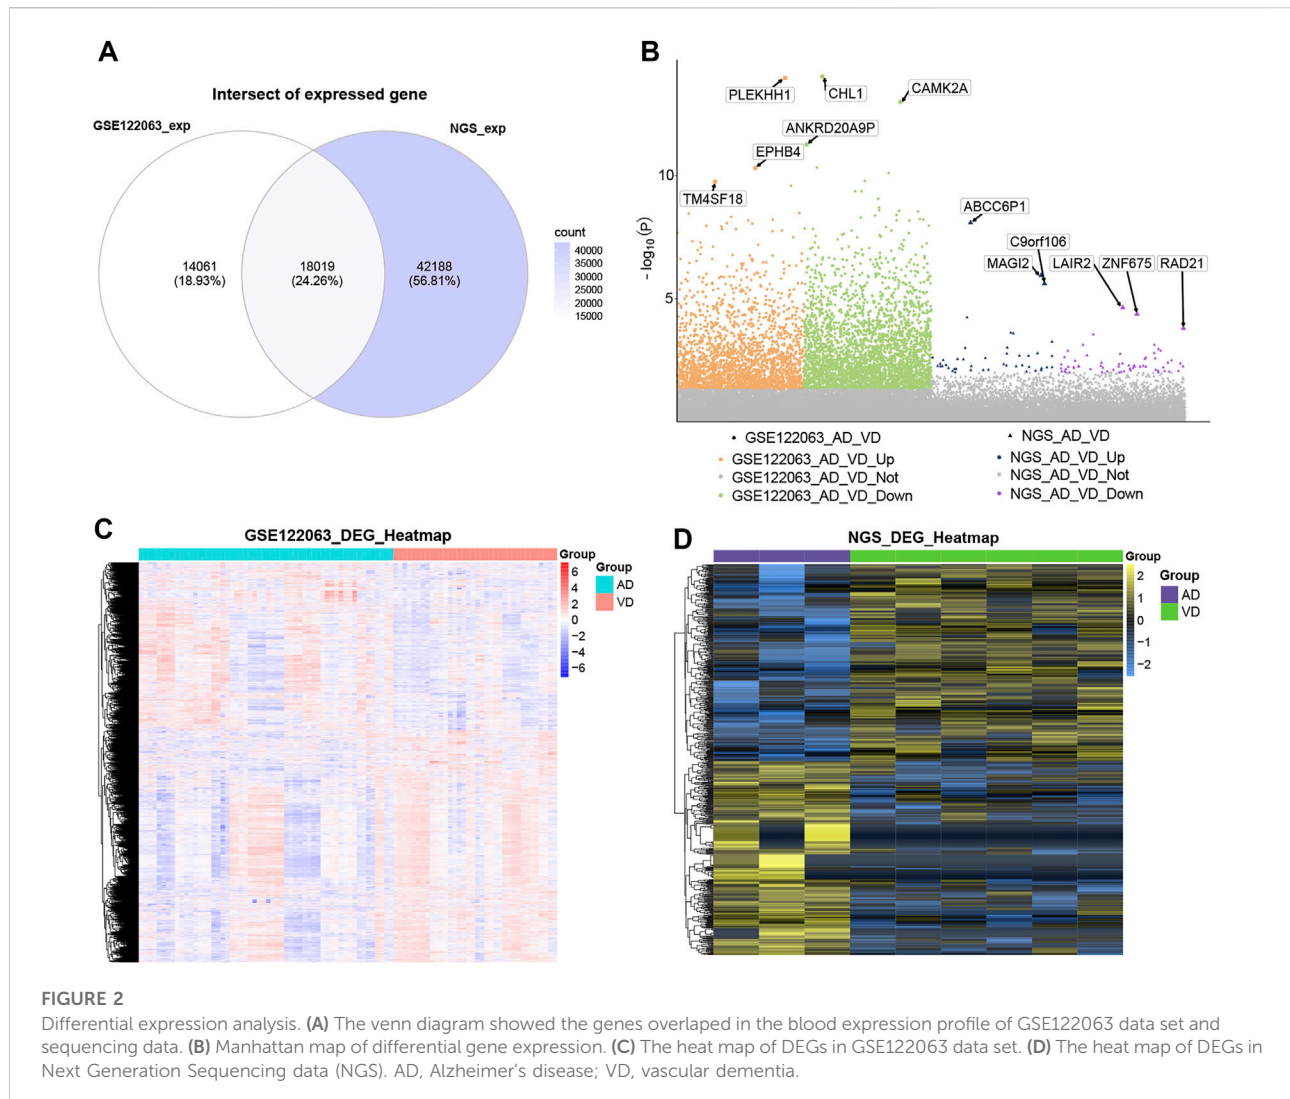 A
Intersect of expressed gene
GSE122063_exp
NGS_exp
14061
(18.93%)
18019
(24.26%)
42188
(56.81%)
count
40000
35000
30000
25000
20000
15000
B
PLEKHH1
CHL1
CAMK2A
ANKRD20A9P
EPHB4
TM4SF18
ABCC6P1
C9orf106
MAGI2
LAIR2
ZNF675
RAD21
10
5
－log10 (P)
GSE122063_AD_VD
GSE122063_AD_VD_Up
GSE122063_AD_VD_Not
GSE122063_AD_VD_Down
NGS_AD_VD
NGS_AD_VD_Up
NGS_AD_VD_Not
NGS_AD_VD_Down
C
GSE122063_DEG_Heatmap
Group
6
4
2
0
−2
−4
−6
Group
AD
VD
D
NGS_DEG_Heatmap
Group
2
1
0
−1
−2
Group
AD
VD
FIGURE 2
Differential expression analysis. (A) The venn diagram showed the genes overlaped in the blood expression profile of GSE122063 data set and
sequencing data. (B) Manhattan map of differential gene expression. (C) The heat map of DEGs in GSE122063 data set. (D) The heat map of DEGs in
Next Generation Sequencing data (NGS). AD, Alzheimer's disease; VD, vascular dementia.